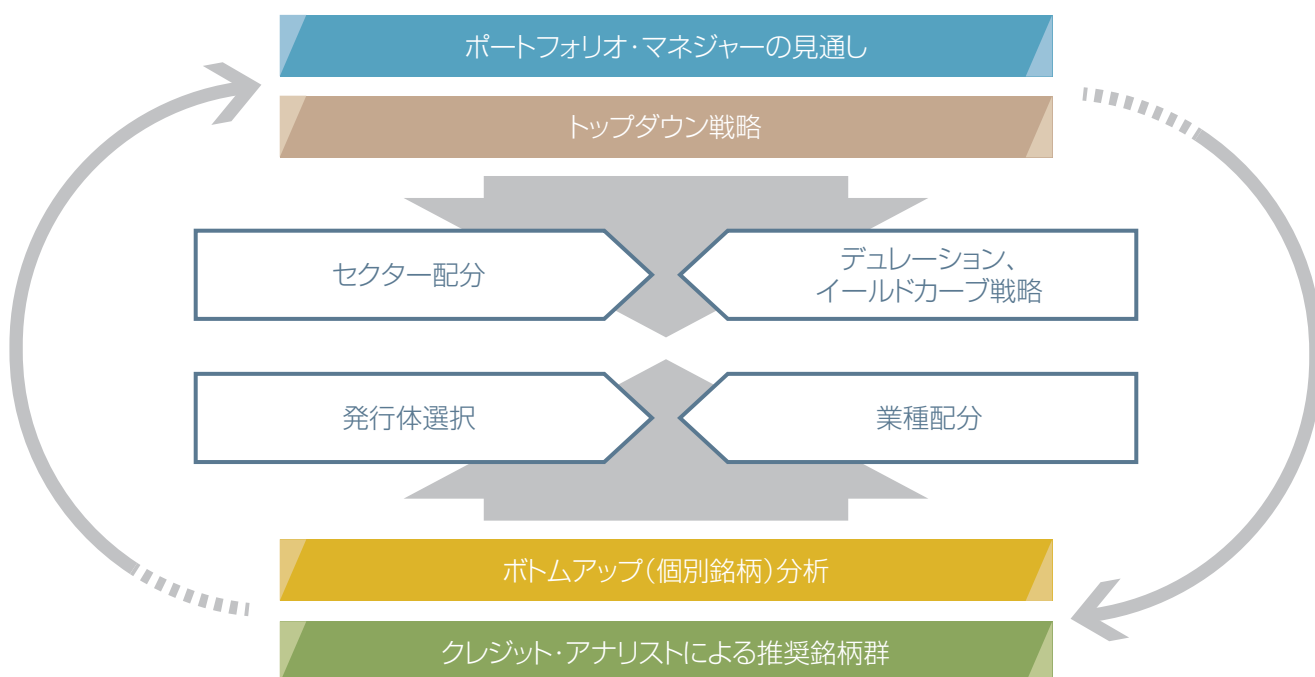 ポートフォリオ・マネジャーの見通し
トップダウン戦略
セクター配分
デュレーション、
イールドカーブ戦略
発行体選択
業種配分
ボトムアップ（個別銘柄）分析
クレジット・アナリストによる推奨銘柄群